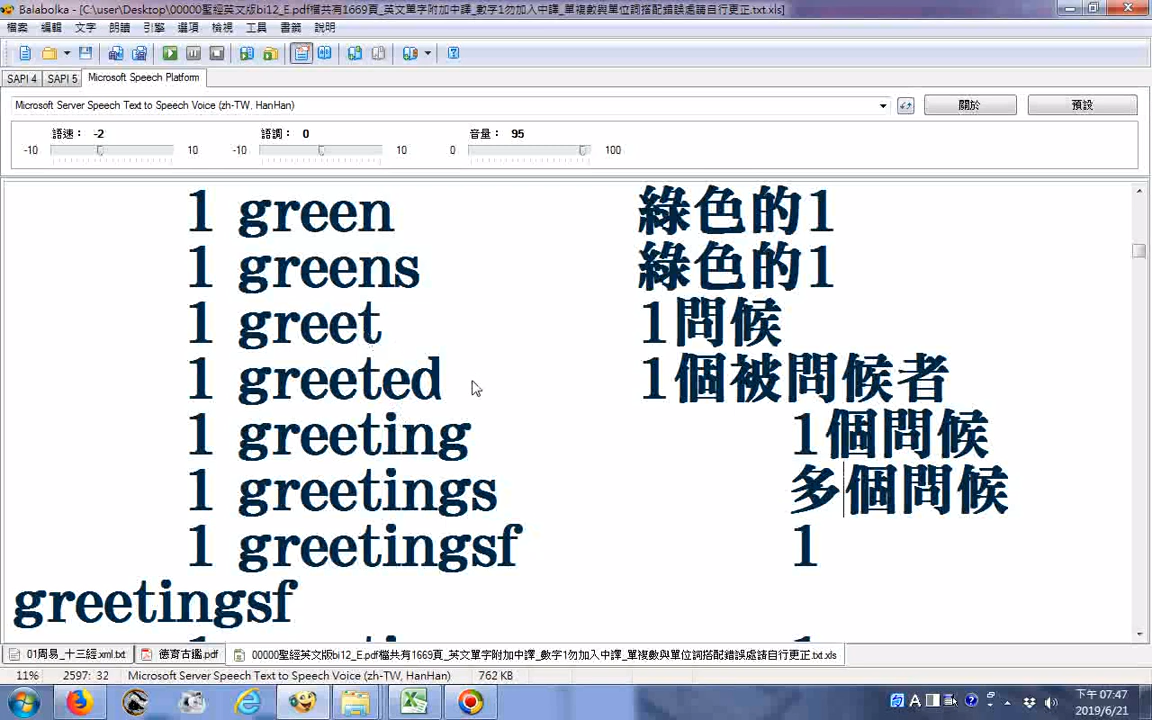 Balabolka - [C:\user\Desktop\00000聖經英文版bi12_E.pdf檔共有1669頁_英文單字附加中譯_數字1勿加入中譯_單複數與單位詞搭配錯誤處請自行更正.txt.xls]
檔案 編輯 文字 朗讀 引擎 選項 檢視 工具 書籤 說明
SAPI 4 SAPI 5 Microsoft Speech Platform
Microsoft Server Speech Text to Speech Voice (zh-TW, HanHan) 關於 預設
語速： -2 語調： 0 音量： 95
-10 10 -10 10 0 100
1 green 綠色的1
1 greens 綠色的1
1 greet 1問候
1 greeted 1個被問候者
1 greeting 1個問候
1 greetings 多個問候
1 greetingsf 1
greetingsf
01周易_十三經.xml.txt 德育古鑑.pdf 00000聖經英文版bi12_E.pdf檔共有1669頁_英文單字附加中譯_數字1勿加入中譯_單複數與單位詞搭配錯誤處請自行更正.txt.xls
11% 2597: 32 Microsoft Server Speech Text to Speech Voice (zh-TW, HanHan) 762 KB
下午 07:47
2019/6/21